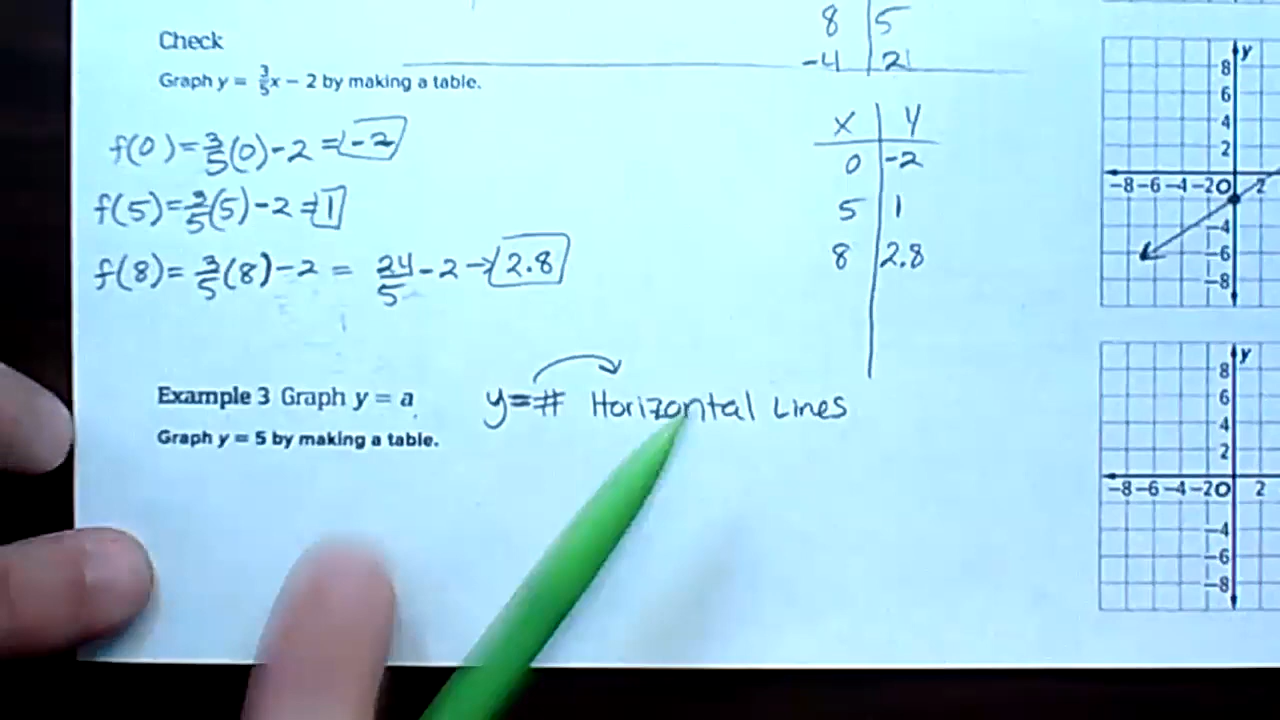 8 | 5
-4 | 21
Check
Graph y = 3/5x − 2 by making a table.
f(0)=3/5(0)-2=-2
f(5)=3/5(5)-2=1
f(8)=3/5(8)-2 = 24/5-2→2.8
x | y
0 | -2
5 | 1
8 | 2.8
Example 3 Graph y = a
y=# Horizontal Lines
Graph y = 5 by making a table.
y
8
6
4
2
-8 -6 -4 -2 O 2
-4
-6
-8
y
8
6
4
2
-8 -6 -4 -2 O 2
-4
-6
-8